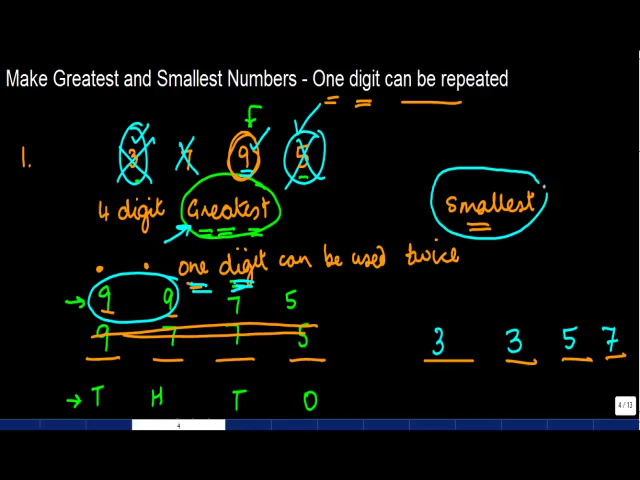 Make Greatest and Smallest Numbers - One digit can be repeated
F
1. 3 7 9 5
4 digit Greatest Smallest
one digit can be used twice
9 9 7 5
9 7 7 5 3 3 5 7
T H T O
4 / 13
4